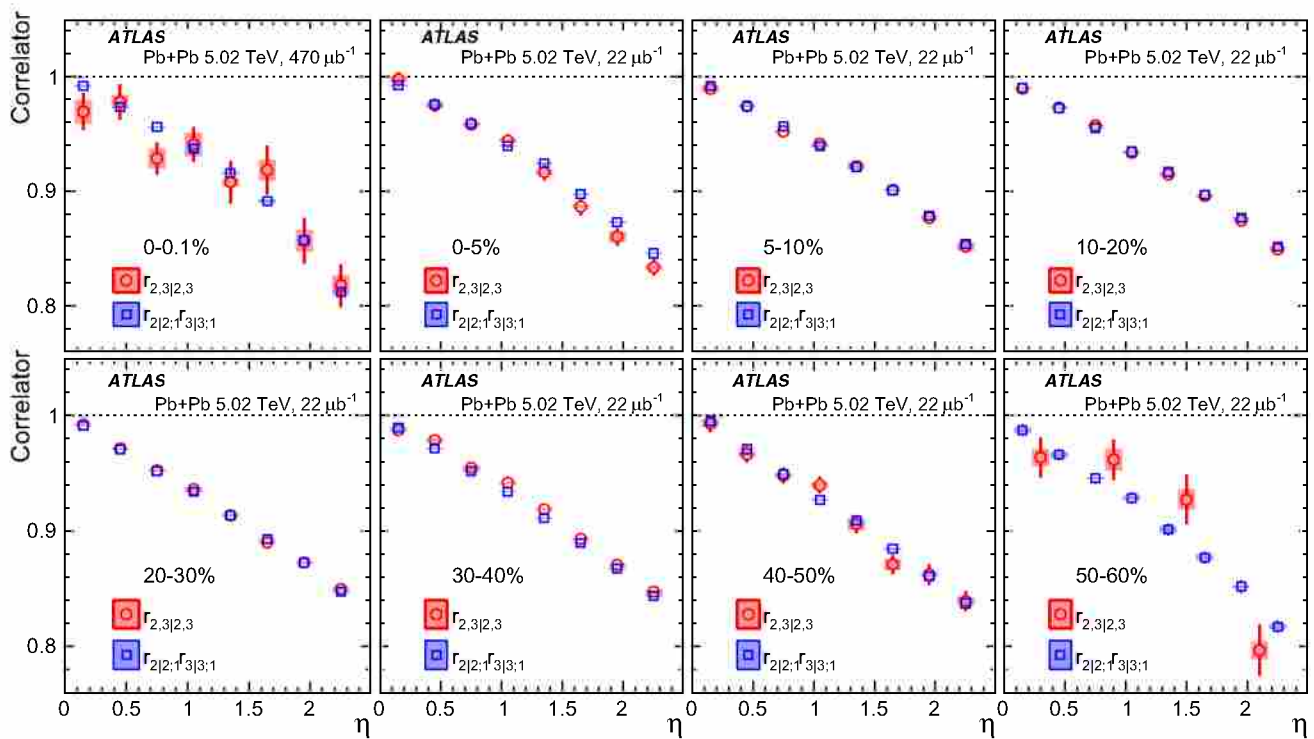 Correlator
ATLAS
Pb+Pb 5.02 TeV, 470 μb⁻¹
1
0.9
0.8
0-0.1%
r2,3|2,3
r2|2;1r3|3;1
ATLAS
Pb+Pb 5.02 TeV, 22 μb⁻¹
0-5%
r2,3|2,3
r2|2;1r3|3;1
ATLAS
Pb+Pb 5.02 TeV, 22 μb⁻¹
5-10%
r2,3|2,3
r2|2;1r3|3;1
ATLAS
Pb+Pb 5.02 TeV, 22 μb⁻¹
10-20%
r2,3|2,3
r2|2;1r3|3;1
Correlator
ATLAS
Pb+Pb 5.02 TeV, 22 μb⁻¹
1
0.9
0.8
20-30%
r2,3|2,3
r2|2;1r3|3;1
0 0.5 1 1.5 2 η
ATLAS
Pb+Pb 5.02 TeV, 22 μb⁻¹
30-40%
r2,3|2,3
r2|2;1r3|3;1
0 0.5 1 1.5 2 η
ATLAS
Pb+Pb 5.02 TeV, 22 μb⁻¹
40-50%
r2,3|2,3
r2|2;1r3|3;1
0 0.5 1 1.5 2 η
ATLAS
Pb+Pb 5.02 TeV, 22 μb⁻¹
50-60%
r2,3|2,3
r2|2;1r3|3;1
0 0.5 1 1.5 2 η